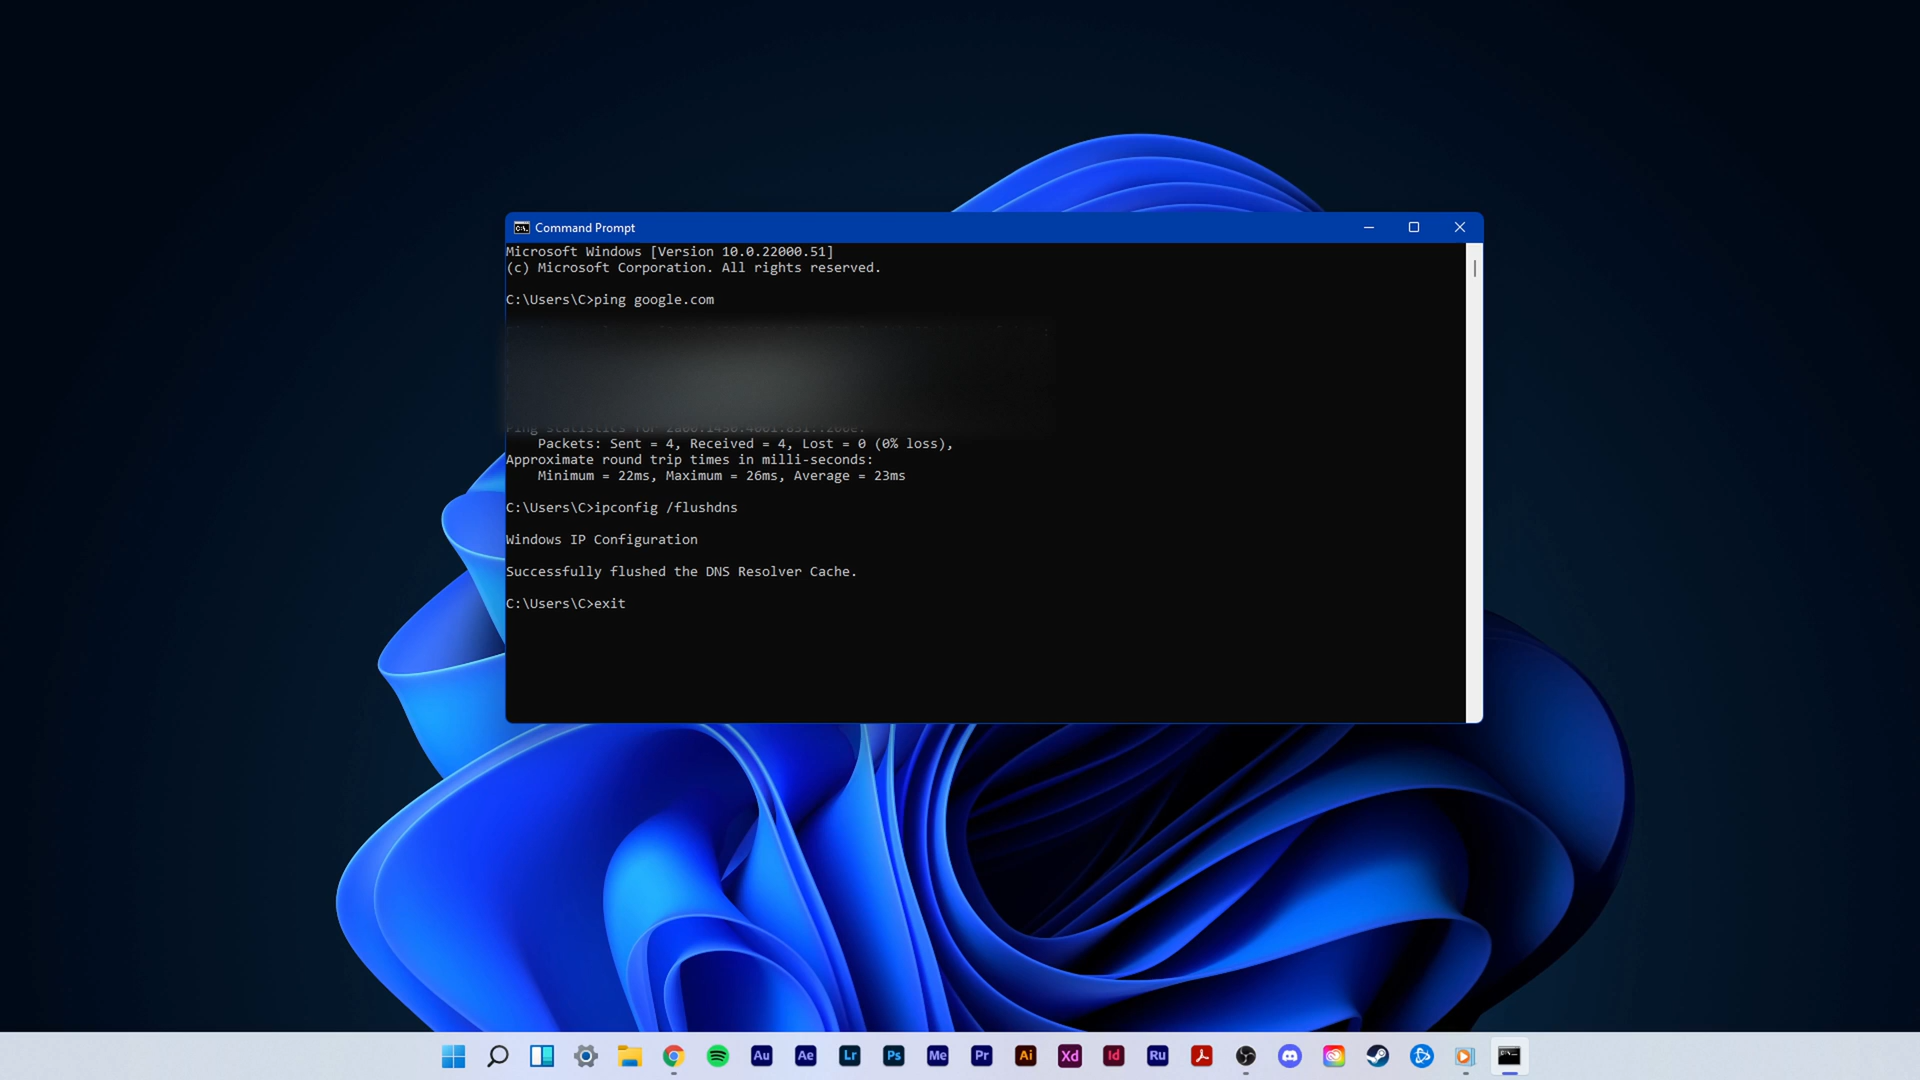 Command Prompt
Microsoft Windows [Version 10.0.22000.51]
(c) Microsoft Corporation. All rights reserved.
C:\Users\C>ping google.com
Ping statistics for
Packets: Sent = 4, Received = 4, Lost = 0 (0% loss),
Approximate round trip times in milli-seconds:
Minimum = 22ms, Maximum = 26ms, Average = 23ms
C:\Users\C>ipconfig /flushdns
Windows IP Configuration
Successfully flushed the DNS Resolver Cache.
C:\Users\C>exit
Au Ae Lr Ps Me Pr Ai Xd Id Ru